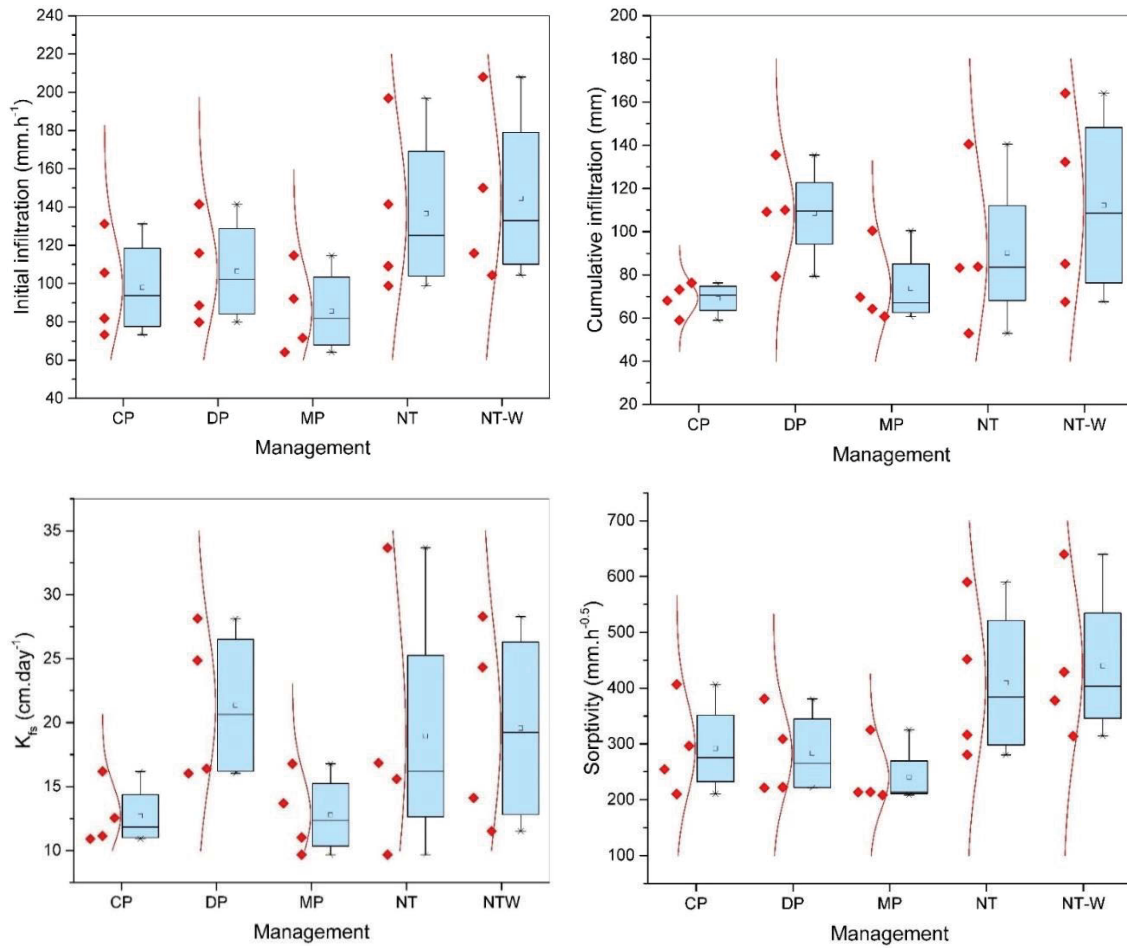 Initial infiltration (mm.h⁻¹)
240
220
200
180
160
140
120
100
80
60
40
CP DP MP NT NT-W
Management
Cumulative infiltration (mm)
200
180
160
140
120
100
80
60
40
20
CP DP MP NT NT-W
Management
K_fs (cm.day⁻¹)
35
30
25
20
15
10
CP DP MP NT NTW
Management
Sorptivity (mm.h⁻⁰·⁵)
700
600
500
400
300
200
100
CP DP MP NT NT-W
Management